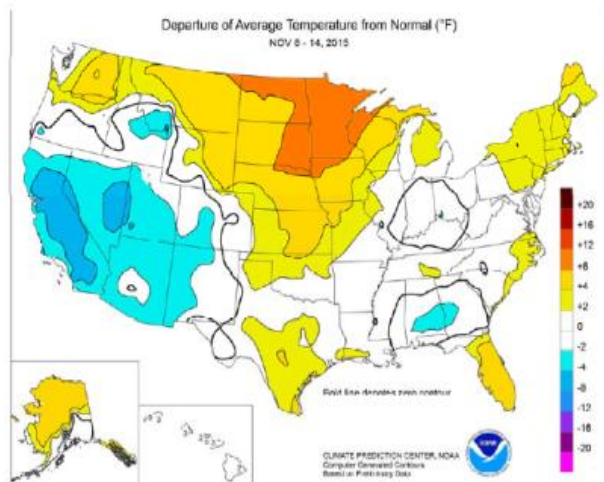 Departure of Average Temperature from Normal (°F)
NOV 8 - 14, 2015
+20
+16
+12
+8
+4
+2
0
-2
-4
-8
-12
-16
-20
Bold line denotes zero contour
CLIMATE PREDICTION CENTER, NOAA
Computer Generated Contours
Based on Preliminary Data